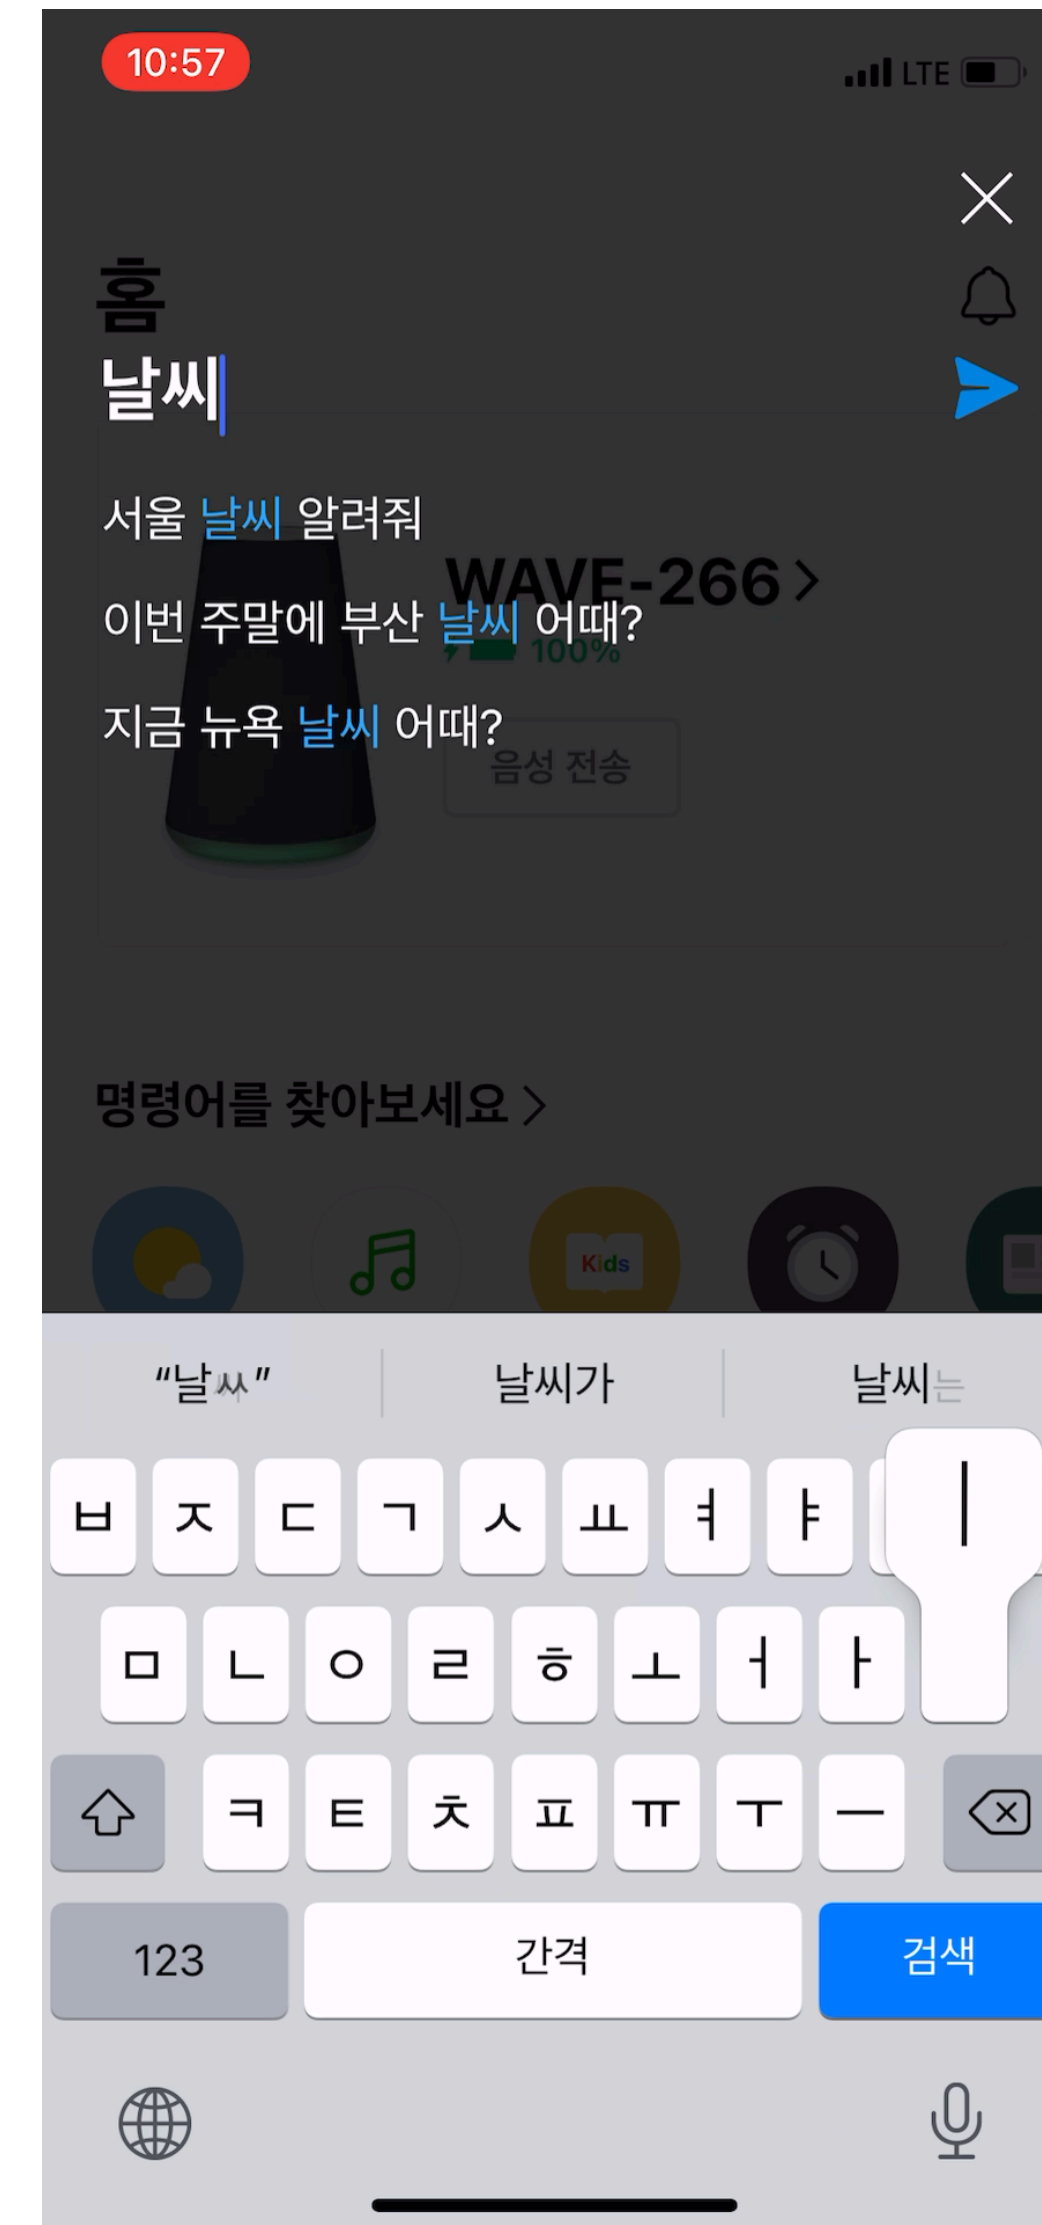 10:57
LTE
홈
날씨
서울 날씨 알려줘
WAVE-266
이번 주말에 부산 날씨 어때?
100%
지금 뉴욕 날씨 어때?
음성 전송
명령어를 찾아보세요
Kids
“날ㅆ” 날씨가 날씨는
ㅂ ㅈ ㄷ ㄱ ㅅ ㅛ ㅕ ㅑ ㅣ
ㅁ ㄴ ㅇ ㄹ ㅎ ㅗ ㅓ ㅏ
ㅋ ㅌ ㅊ ㅍ ㅠ ㅜ ㅡ
123 간격 검색